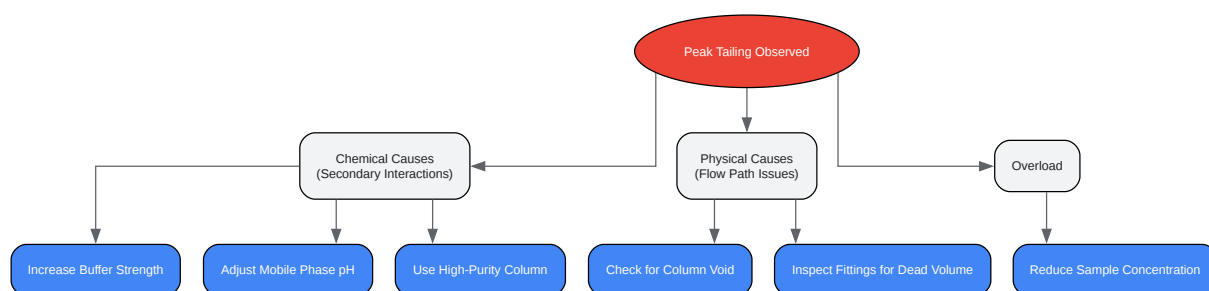 Peak Tailing Observed
Chemical Causes
(Secondary Interactions)
Physical Causes
(Flow Path Issues)
Overload
Increase Buffer Strength
Adjust Mobile Phase pH
Use High-Purity Column
Check for Column Void
Inspect Fittings for Dead Volume
Reduce Sample Concentration